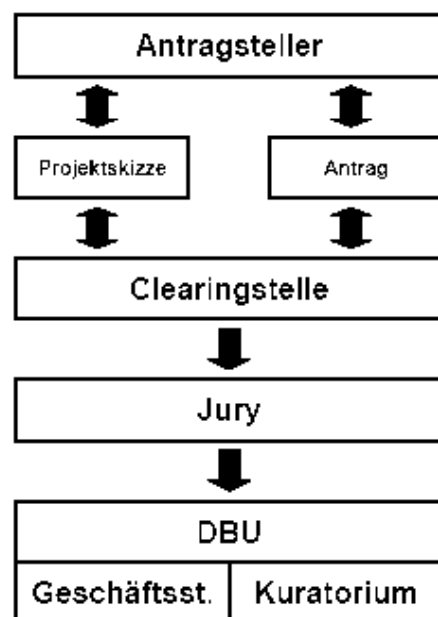 Antragsteller
Projektskizze
Antrag
Clearingstelle
Jury
DBU
Geschäftsst.
Kuratorium